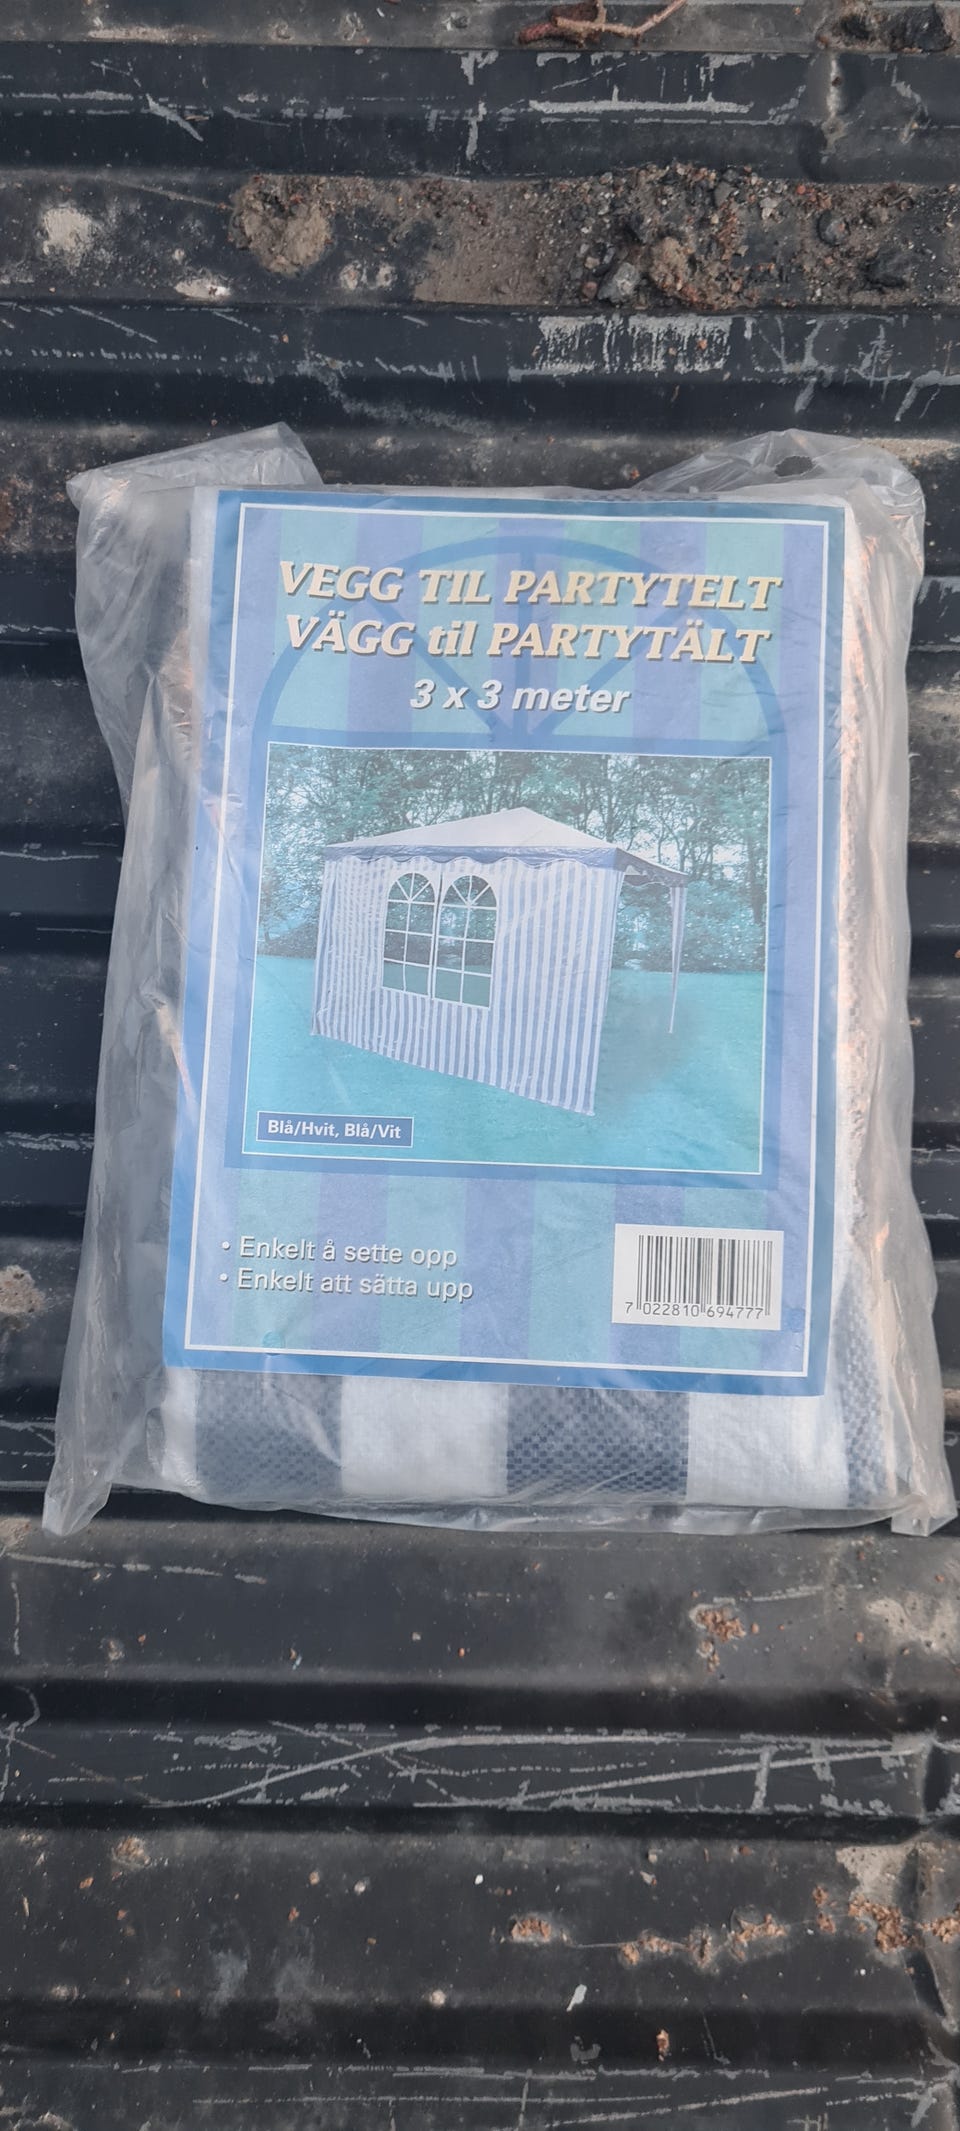 VEGG TIL PARTYTELT
VÄGG til PARTYTÄLT
3 x 3 meter
Blå/Hvit, Blå/Vit
• Enkelt å sette opp
• Enkelt att sätta upp
7 022810 694777